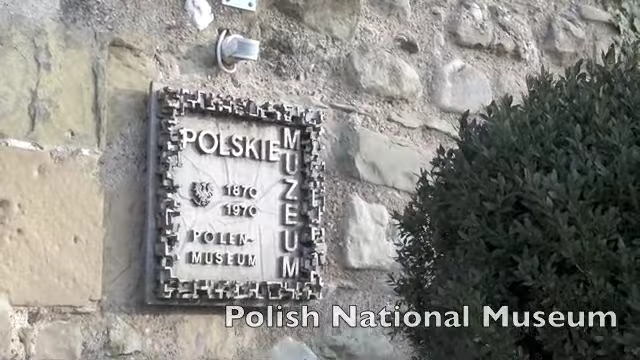 POLSKIE
MUZEUM
1870
1970
POLEN-
MUSEUM
Polish National Museum